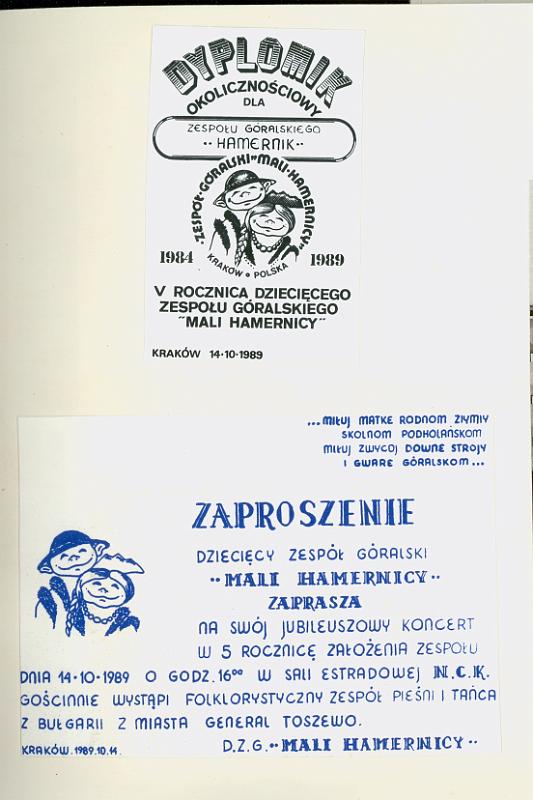 DYPLOMIK
OKOLICZNOŚCIOWY
DLA
ZESPOŁU GÓRALSKIEGO
·· HAMERNIK ··
·ZESPÓŁ·GÓRALSKI·"MALI·HAMERNICY"·
1984 1989
KRAKÓW • POLSKA
V ROCZNICA DZIECIĘCEGO
ZESPOŁU GÓRALSKIEGO
"MALI HAMERNICY"
KRAKÓW 14·10·1989
...MIŁUJ MATKE RODNOM ZIYMIY
SKOLNOM PODHOLAŃSKOM
MIŁUJ ZWYCOJ DOWNE STROJY
I GWARE GÓRALSKOM...
ZAPROSZENIE
DZIECIĘCY ZESPÓŁ GÓRALSKI
·· MALI HAMERNICY ··
ZAPRASZA
NA SWÓJ JUBILEUSZOWY KONCERT
W 5 ROCZNICĘ ZAŁOŻENIA ZESPOŁU
DNIA 14·10·1989 O GODZ. 16⁰⁰ W SALI ESTRADOWEJ N.C.K.
GOŚCINNIE WYSTĄPI FOLKLORYSTYCZNY ZESPÓŁ PIEŚNI I TAŃCA
Z BUŁGARII Z MIASTA GENERAL TOSZEWO.
KRAKÓW. 1989.10.14. D.Z.G. ·· MALI HAMERNICY ··